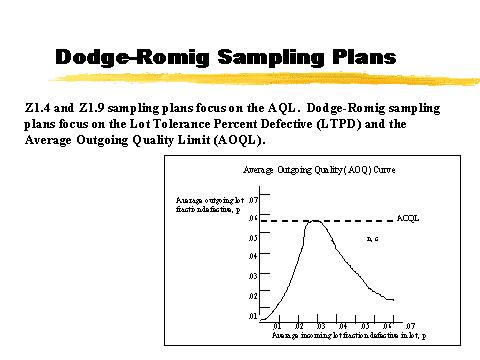 Dodge-Romig Sampling Plans
Z1.4 and Z1.9 sampling plans focus on the AQL. Dodge-Romig sampling
plans focus on the Lot Tolerance Percent Defective (LTPD) and the
Average Outgoing Quality Limit (AOQL).
Average Outgoing Quality (AOQ) Curve
Average outgoing lot
fraction defective, p
.07
.06
AOQL
.05
n, c
.04
.03
.02
.01
.01 .02 .03 .04 .05 .06 .07
Average incoming lot fraction defective in lot, p